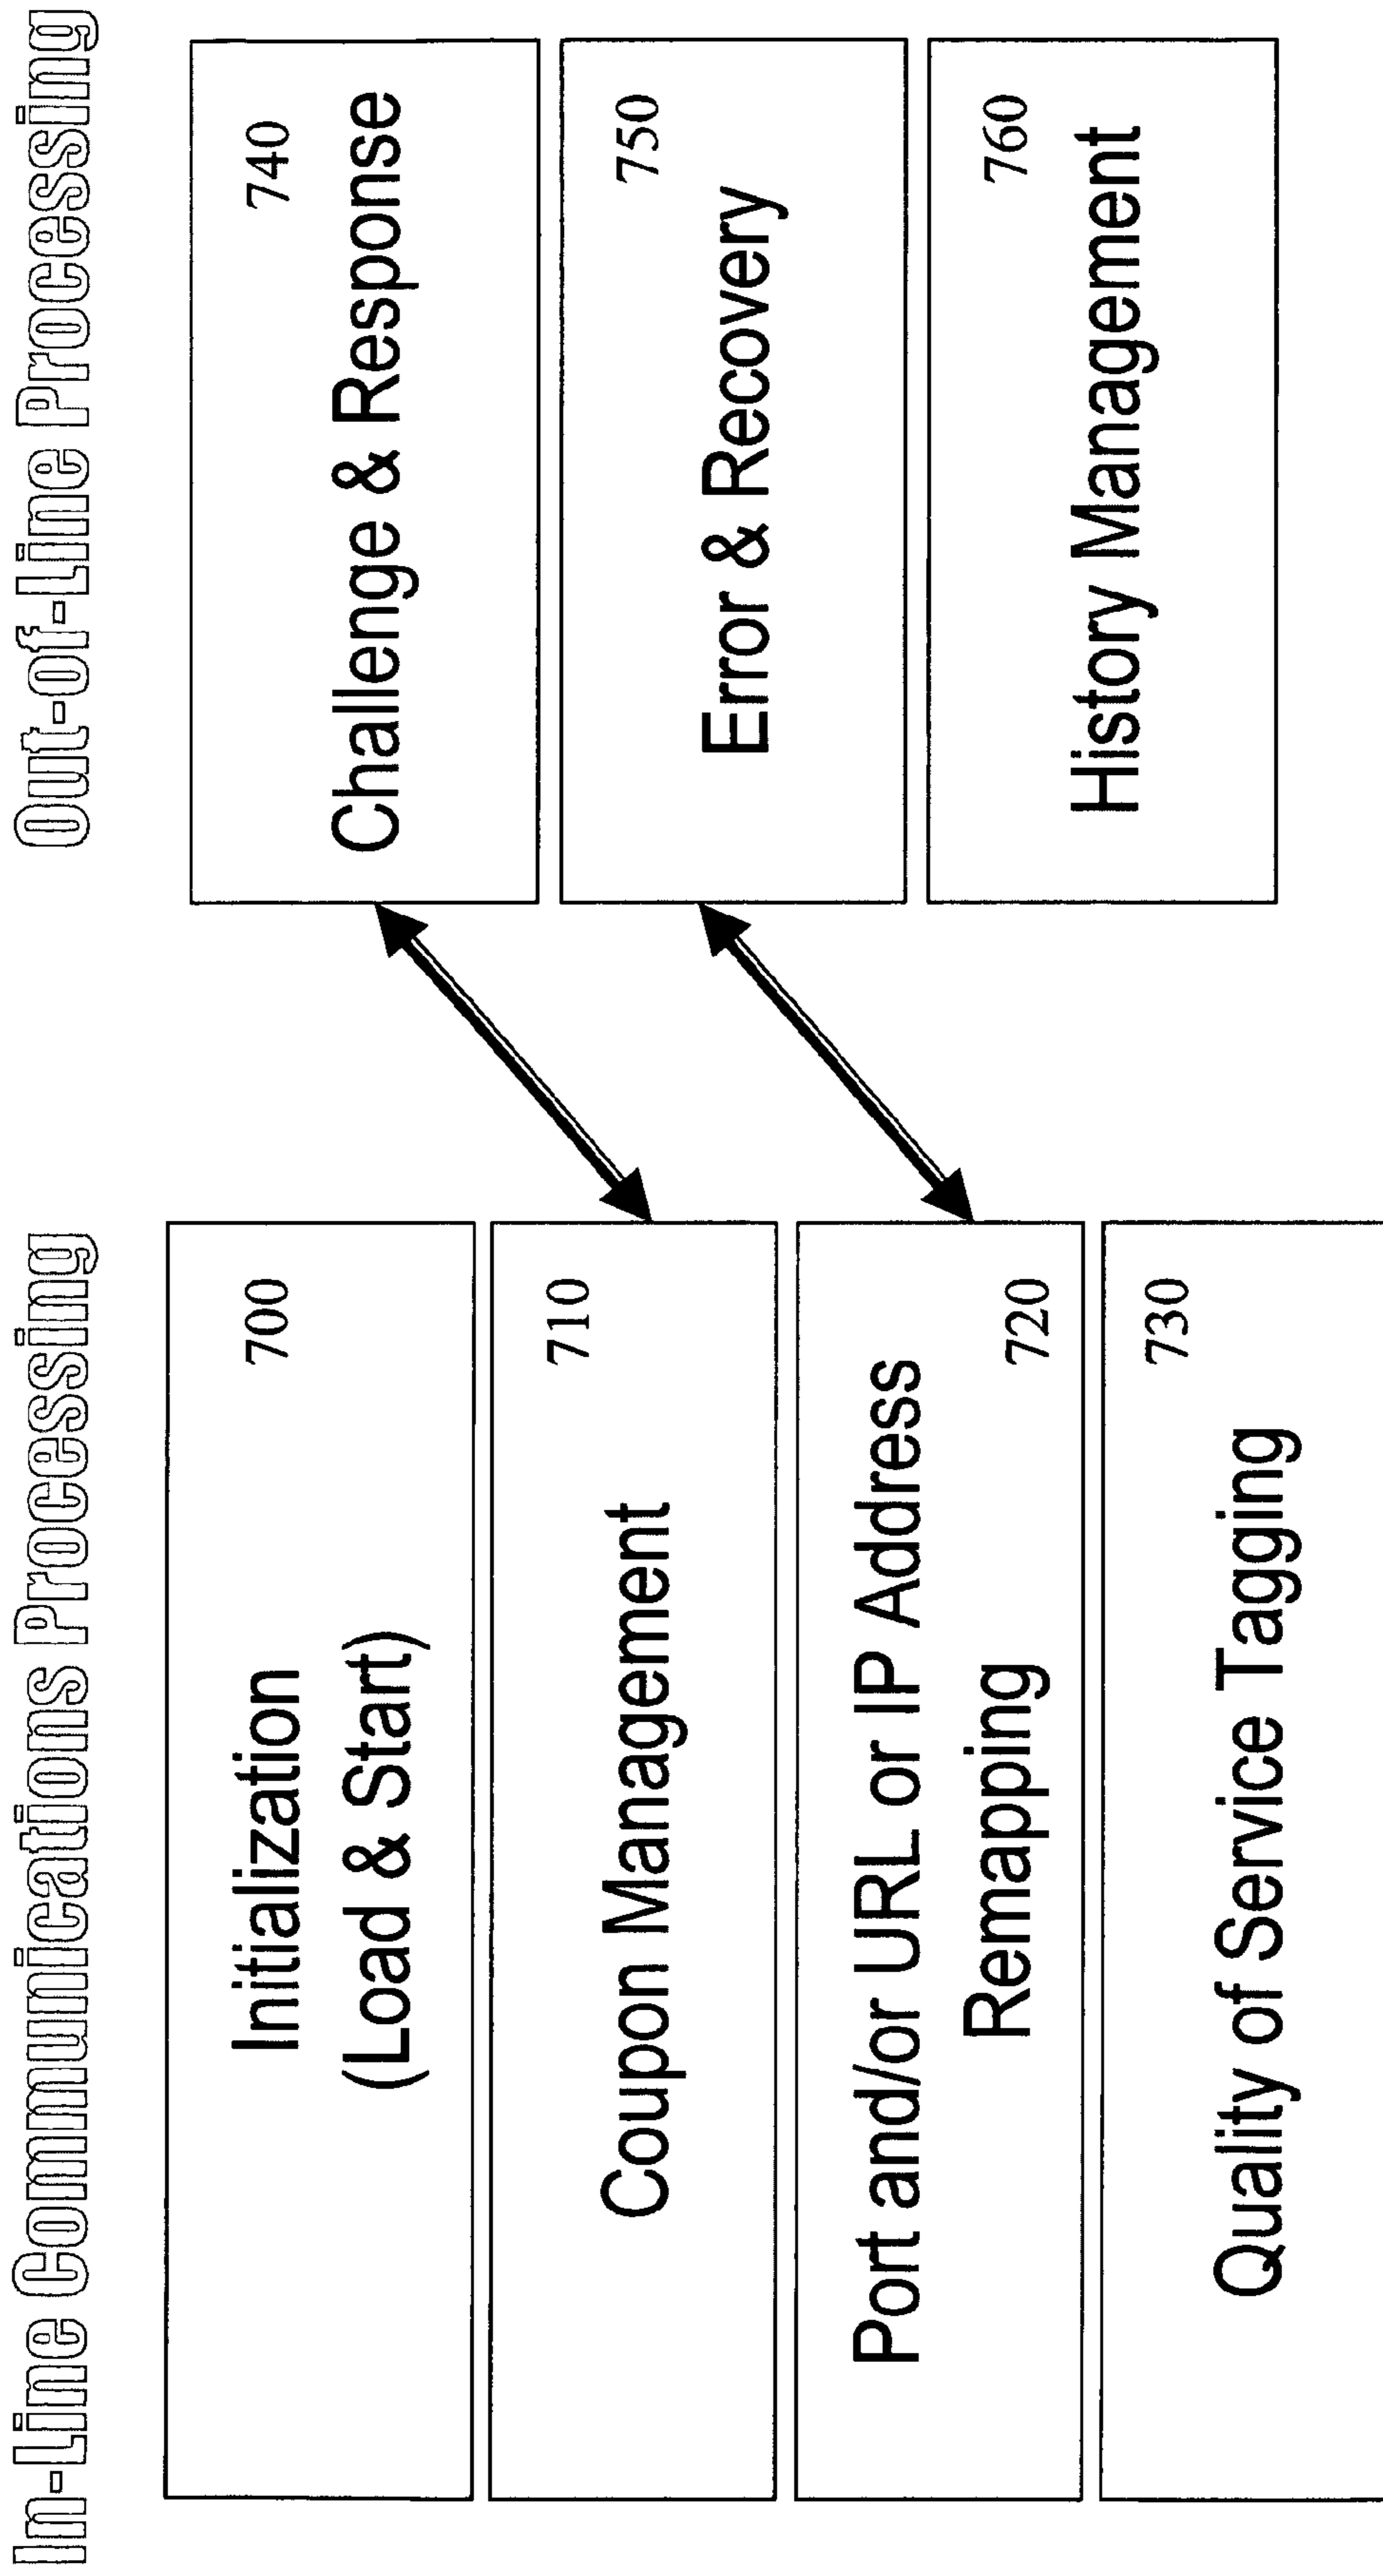 In-Line Communications Processing
700
Initialization
(Load & Start)
710
Coupon Management
Port and/or URL or IP Address
Remapping
720
730
Quality of Service Tagging
Out-of-Line Processing
740
Challenge & Response
750
Error & Recovery
760
History Management